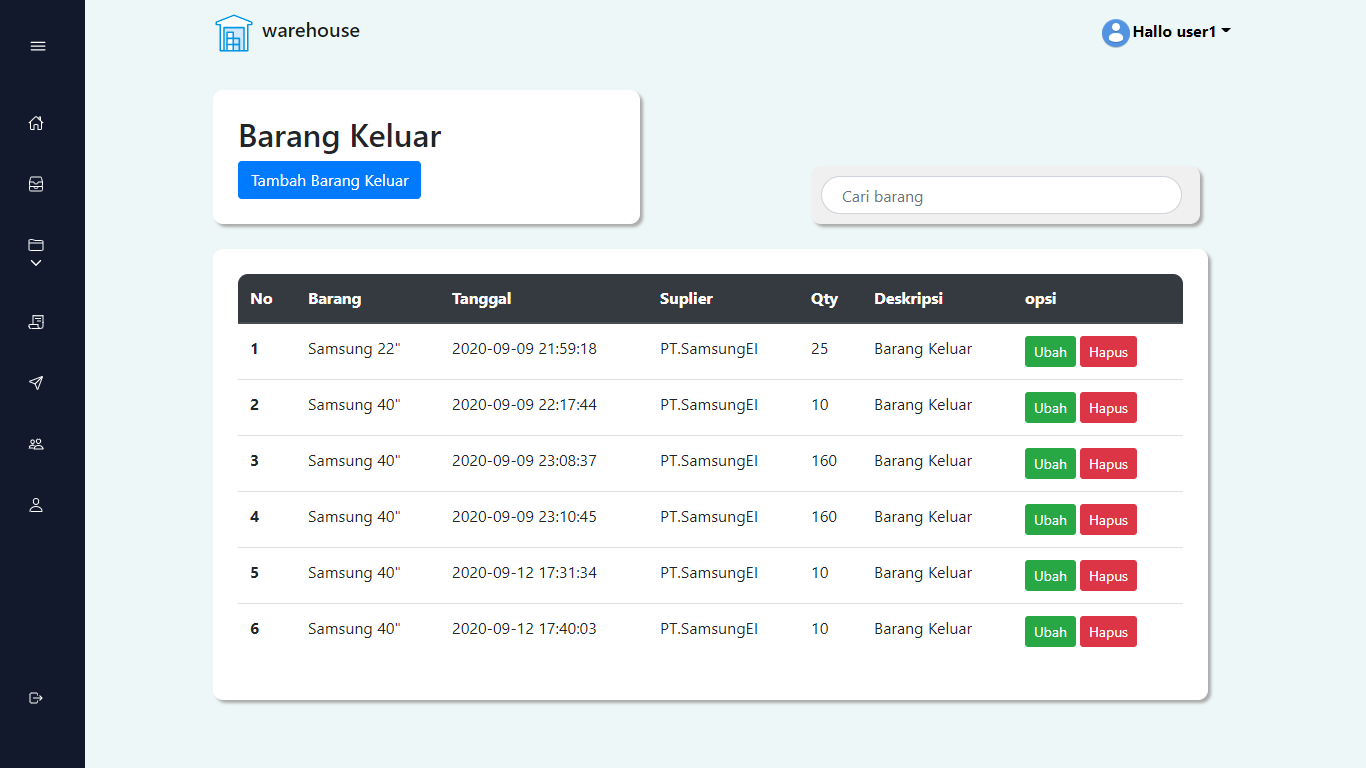 warehouse
Hallo user1
Barang Keluar
Tambah Barang Keluar
Cari barang
No Barang Tanggal Suplier Qty Deskripsi opsi
1 Samsung 22" 2020-09-09 21:59:18 PT.SamsungEl 25 Barang Keluar Ubah Hapus
2 Samsung 40" 2020-09-09 22:17:44 PT.SamsungEl 10 Barang Keluar Ubah Hapus
3 Samsung 40" 2020-09-09 23:08:37 PT.SamsungEl 160 Barang Keluar Ubah Hapus
4 Samsung 40" 2020-09-09 23:10:45 PT.SamsungEl 160 Barang Keluar Ubah Hapus
5 Samsung 40" 2020-09-12 17:31:34 PT.SamsungEl 10 Barang Keluar Ubah Hapus
6 Samsung 40" 2020-09-12 17:40:03 PT.SamsungEl 10 Barang Keluar Ubah Hapus